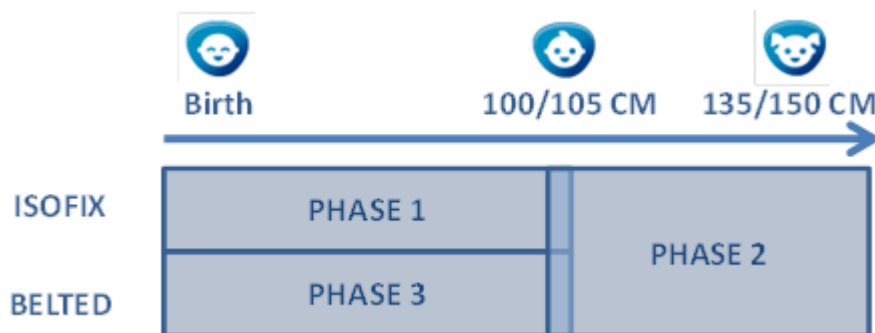 Birth
100/105 CM
135/150 CM
ISOFIX
PHASE 1
PHASE 2
BELTED
PHASE 3